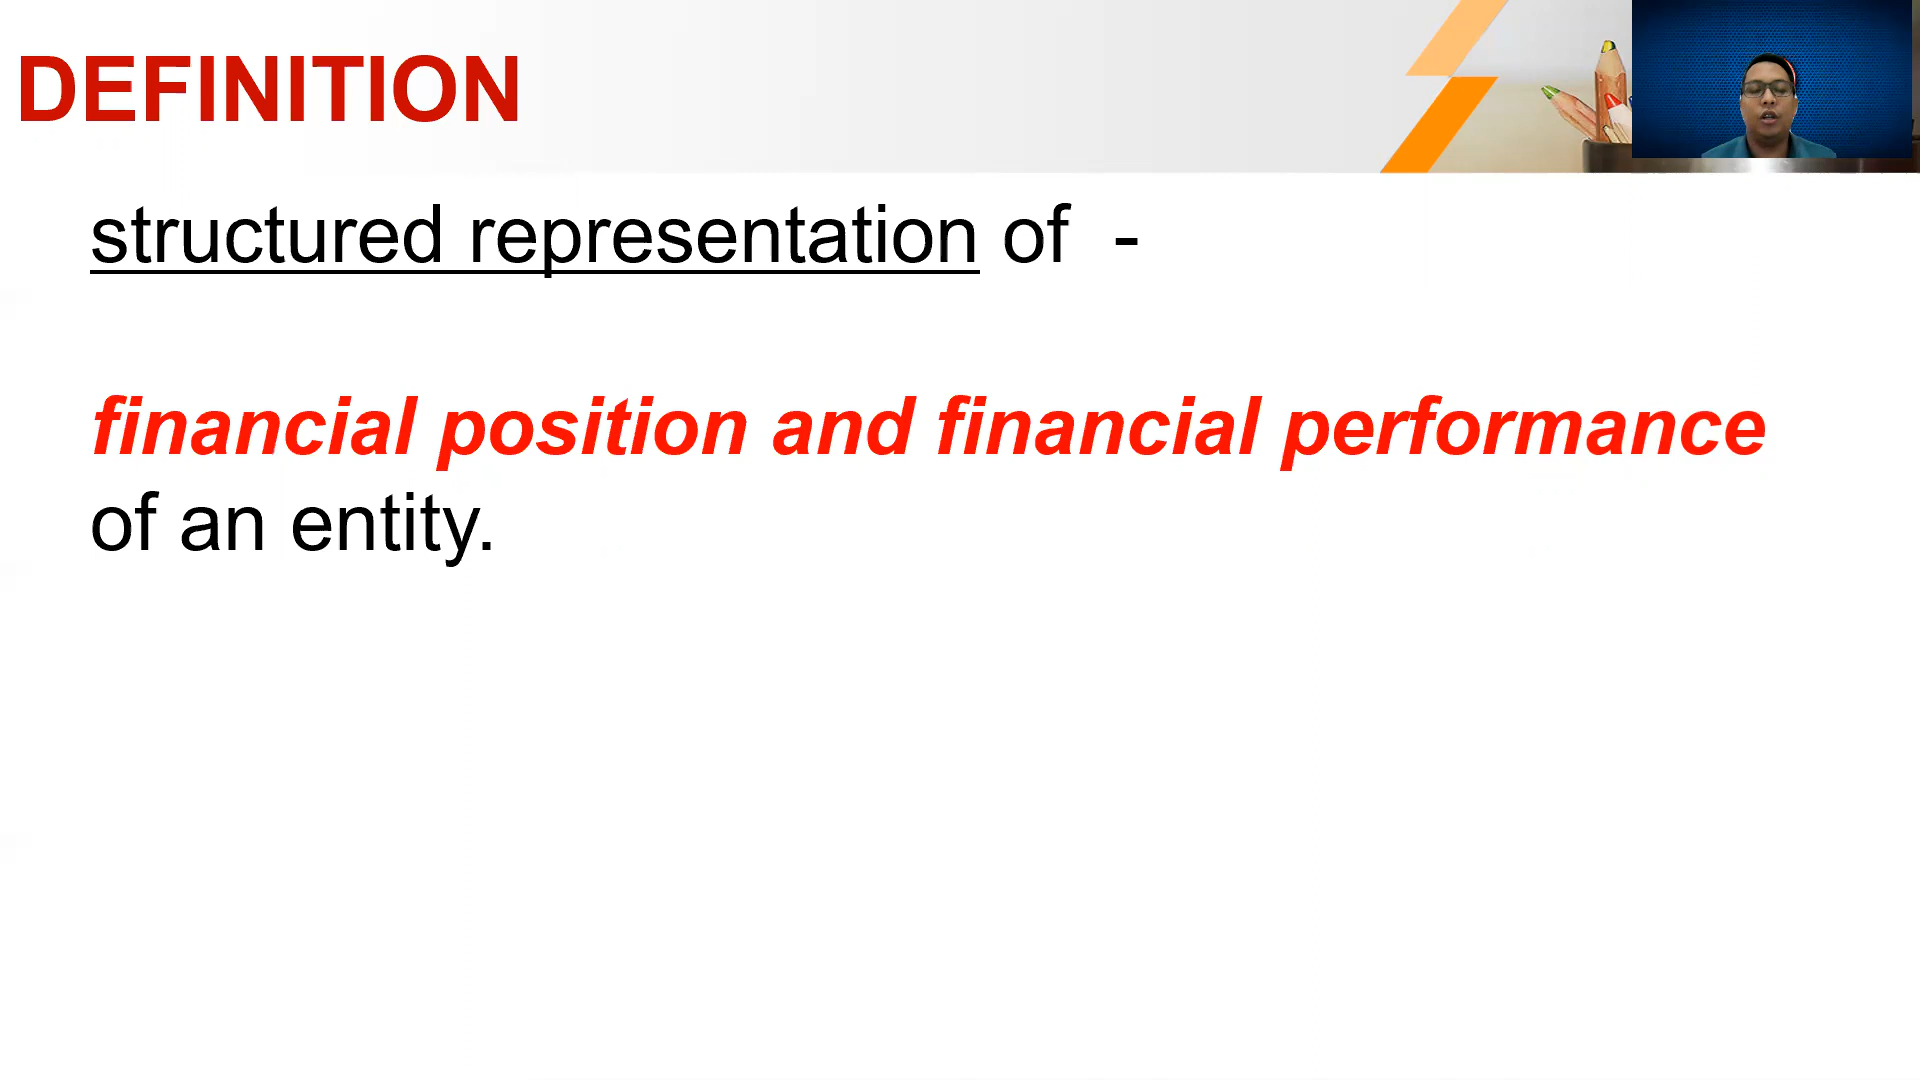 DEFINITION
structured representation of -
financial position and financial performance
of an entity.